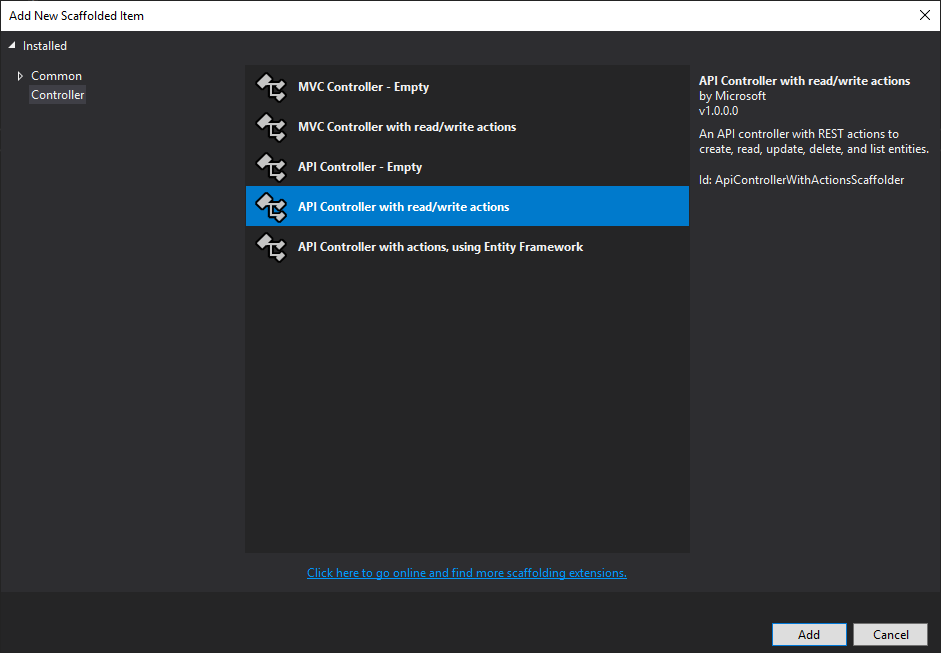 Add New Scaffolded Item
Installed
Common
Controller
MVC Controller - Empty
MVC Controller with read/write actions
API Controller - Empty
API Controller with read/write actions
API Controller with actions, using Entity Framework
API Controller with read/write actions
by Microsoft
v1.0.0.0
An API controller with REST actions to
create, read, update, delete, and list entities.
Id: ApiControllerWithActionsScaffolder
Click here to go online and find more scaffolding extensions.
Add
Cancel